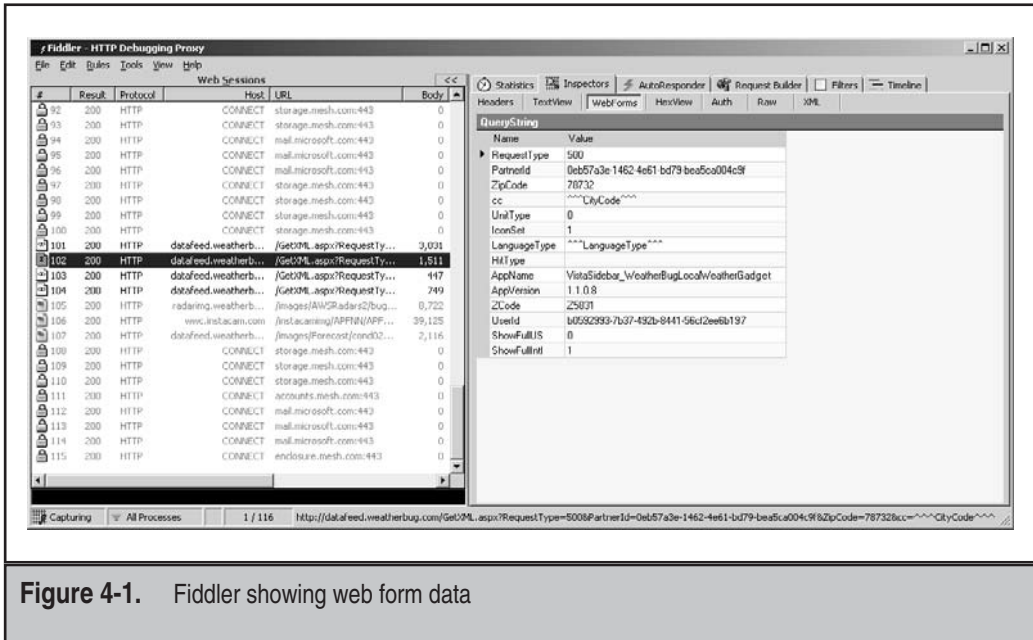 Fiddler - HTTP Debugging Proxy
File Edit Rules Tools View Help
Web Sessions <<
# Result Protocol Host URL Body
92 200 HTTP CONNECT storage.mesh.com:443 0
93 200 HTTP CONNECT storage.mesh.com:443 0
94 200 HTTP CONNECT mail.microsoft.com:443 0
95 200 HTTP CONNECT mail.microsoft.com:443 0
96 200 HTTP CONNECT mail.microsoft.com:443 0
97 200 HTTP CONNECT storage.mesh.com:443 0
98 200 HTTP CONNECT storage.mesh.com:443 0
99 200 HTTP CONNECT storage.mesh.com:443 0
100 200 HTTP CONNECT storage.mesh.com:443 0
101 200 HTTP datafeed.weatherb... /GetXML.aspx?RequestTy... 3,031
102 200 HTTP datafeed.weatherb... /GetXML.aspx?RequestTy... 1,511
103 200 HTTP datafeed.weatherb... /GetXML.aspx?RequestTy... 447
104 200 HTTP datafeed.weatherb... /GetXML.aspx?RequestTy... 749
105 200 HTTP radarimg.weatherb... /images/AWSRadars2/bug... 8,722
106 200 HTTP wwc.instacam.com /instacamimg/APFNN/APF... 39,125
107 200 HTTP datafeed.weatherb... /images/Forecast/cond02... 2,116
108 200 HTTP CONNECT storage.mesh.com:443 0
109 200 HTTP CONNECT storage.mesh.com:443 0
110 200 HTTP CONNECT storage.mesh.com:443 0
111 200 HTTP CONNECT accounts.mesh.com:443 0
112 200 HTTP CONNECT mail.microsoft.com:443 0
113 200 HTTP CONNECT mail.microsoft.com:443 0
114 200 HTTP CONNECT mail.microsoft.com:443 0
115 200 HTTP CONNECT enclosure.mesh.com:443 0
Statistics Inspectors AutoResponder Request Builder Filters Timeline
Headers TextView WebForms HexView Auth Raw XML
QueryString
Name Value
RequestType 500
PartnerId 0eb57a3e-1462-4e61-bd79-bea5ca004c9f
ZipCode 78732
cc ^^^CityCode^^^
UnitType 0
IconSet 1
LanguageType ^^^LanguageType^^^
HitType
AppName VistaSidebar_WeatherBugLocalWeatherGadget
AppVersion 1.1.0.8
ZCode Z5831
UserId b0592993-7b37-492b-8441-56cf2ee6b197
ShowFullUS 0
ShowFullIntl 1
Capturing All Processes 1 / 116 http://datafeed.weatherbug.com/GetXML.aspx?RequestType=500&PartnerId=0eb57a3e-1462-4e61-bd79-bea5ca004c9f&ZipCode=78732&cc=^^^CityCode^^^
Figure 4-1. Fiddler showing web form data